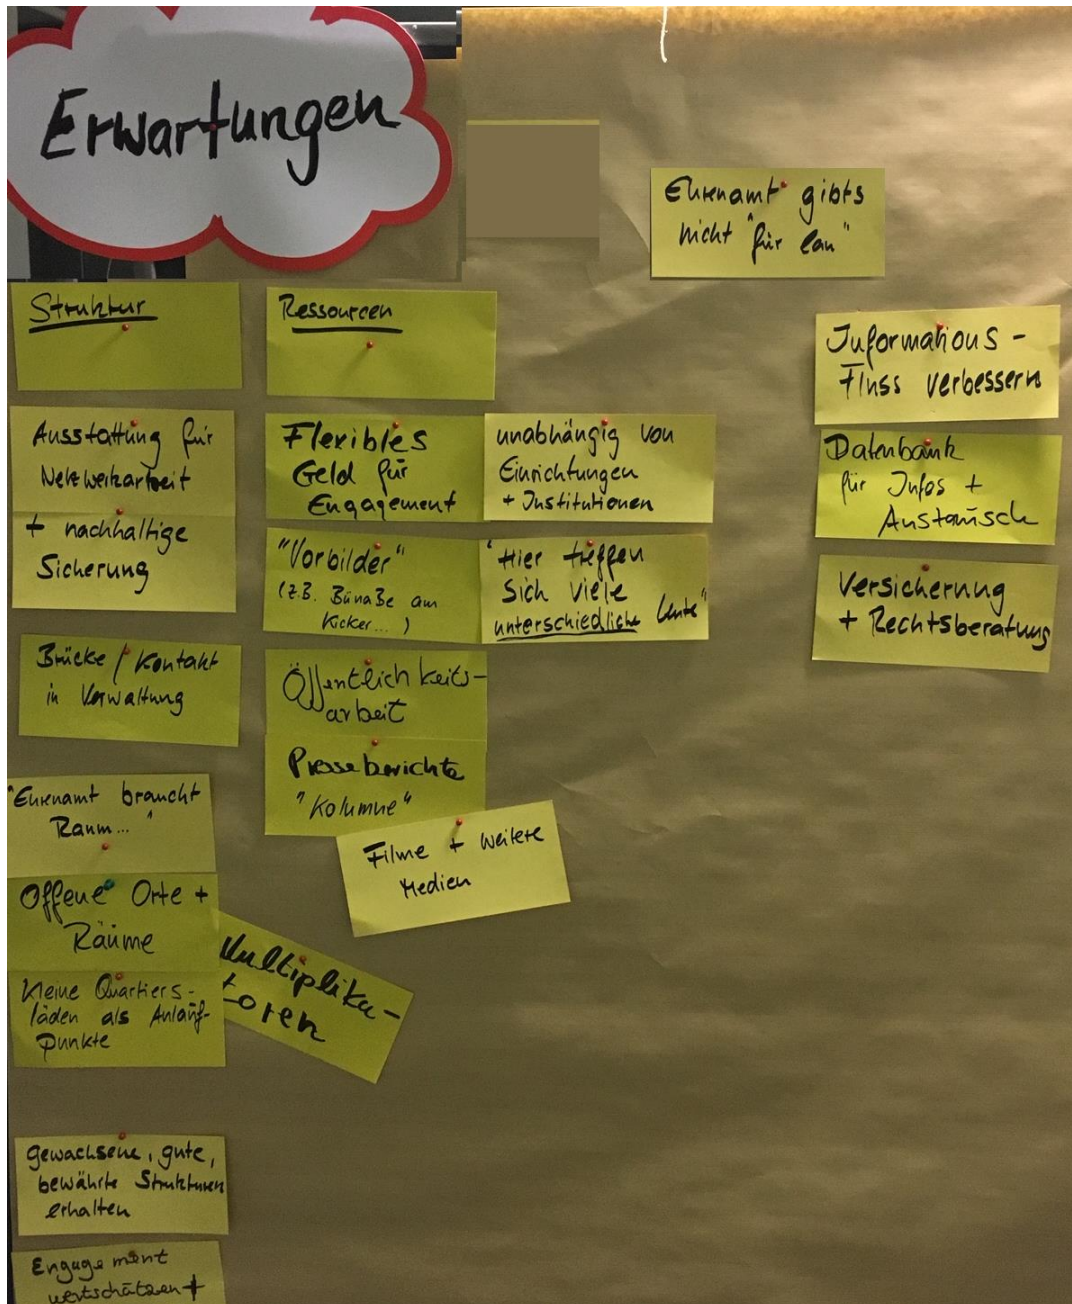 Erwartungen
Ehrenamt gibts
nicht "für lau"
Struktur
Ausstattung für
Netzwerkarbeit
+ nachhaltige
Sicherung
Brücke / Kontakt
in Verwaltung
"Ehrenamt braucht
Raum..."
Offene Orte +
Räume
Kleine Quartiers-
läden als Anlauf-
punkte
Multiplika-
toren
gewachsene, gute,
bewährte Strukturen
erhalten
Engagement
wertschätzen +
Ressourcen
Flexibles
Geld für
Engagement
unabhängig von
Einrichtungen
+ Institutionen
"Vorbilder"
(z.B. BüNaBe am
Kicker...)
"Hier treffen
sich viele
unterschiedliche Leute"
Öffentlichkeits-
arbeit
Presseberichte
"Kolumne"
Filme + weitere
Medien
Informations-
Fluss verbessern
Datenbank
für Infos +
Austausch
Versicherung
+ Rechtsberatung